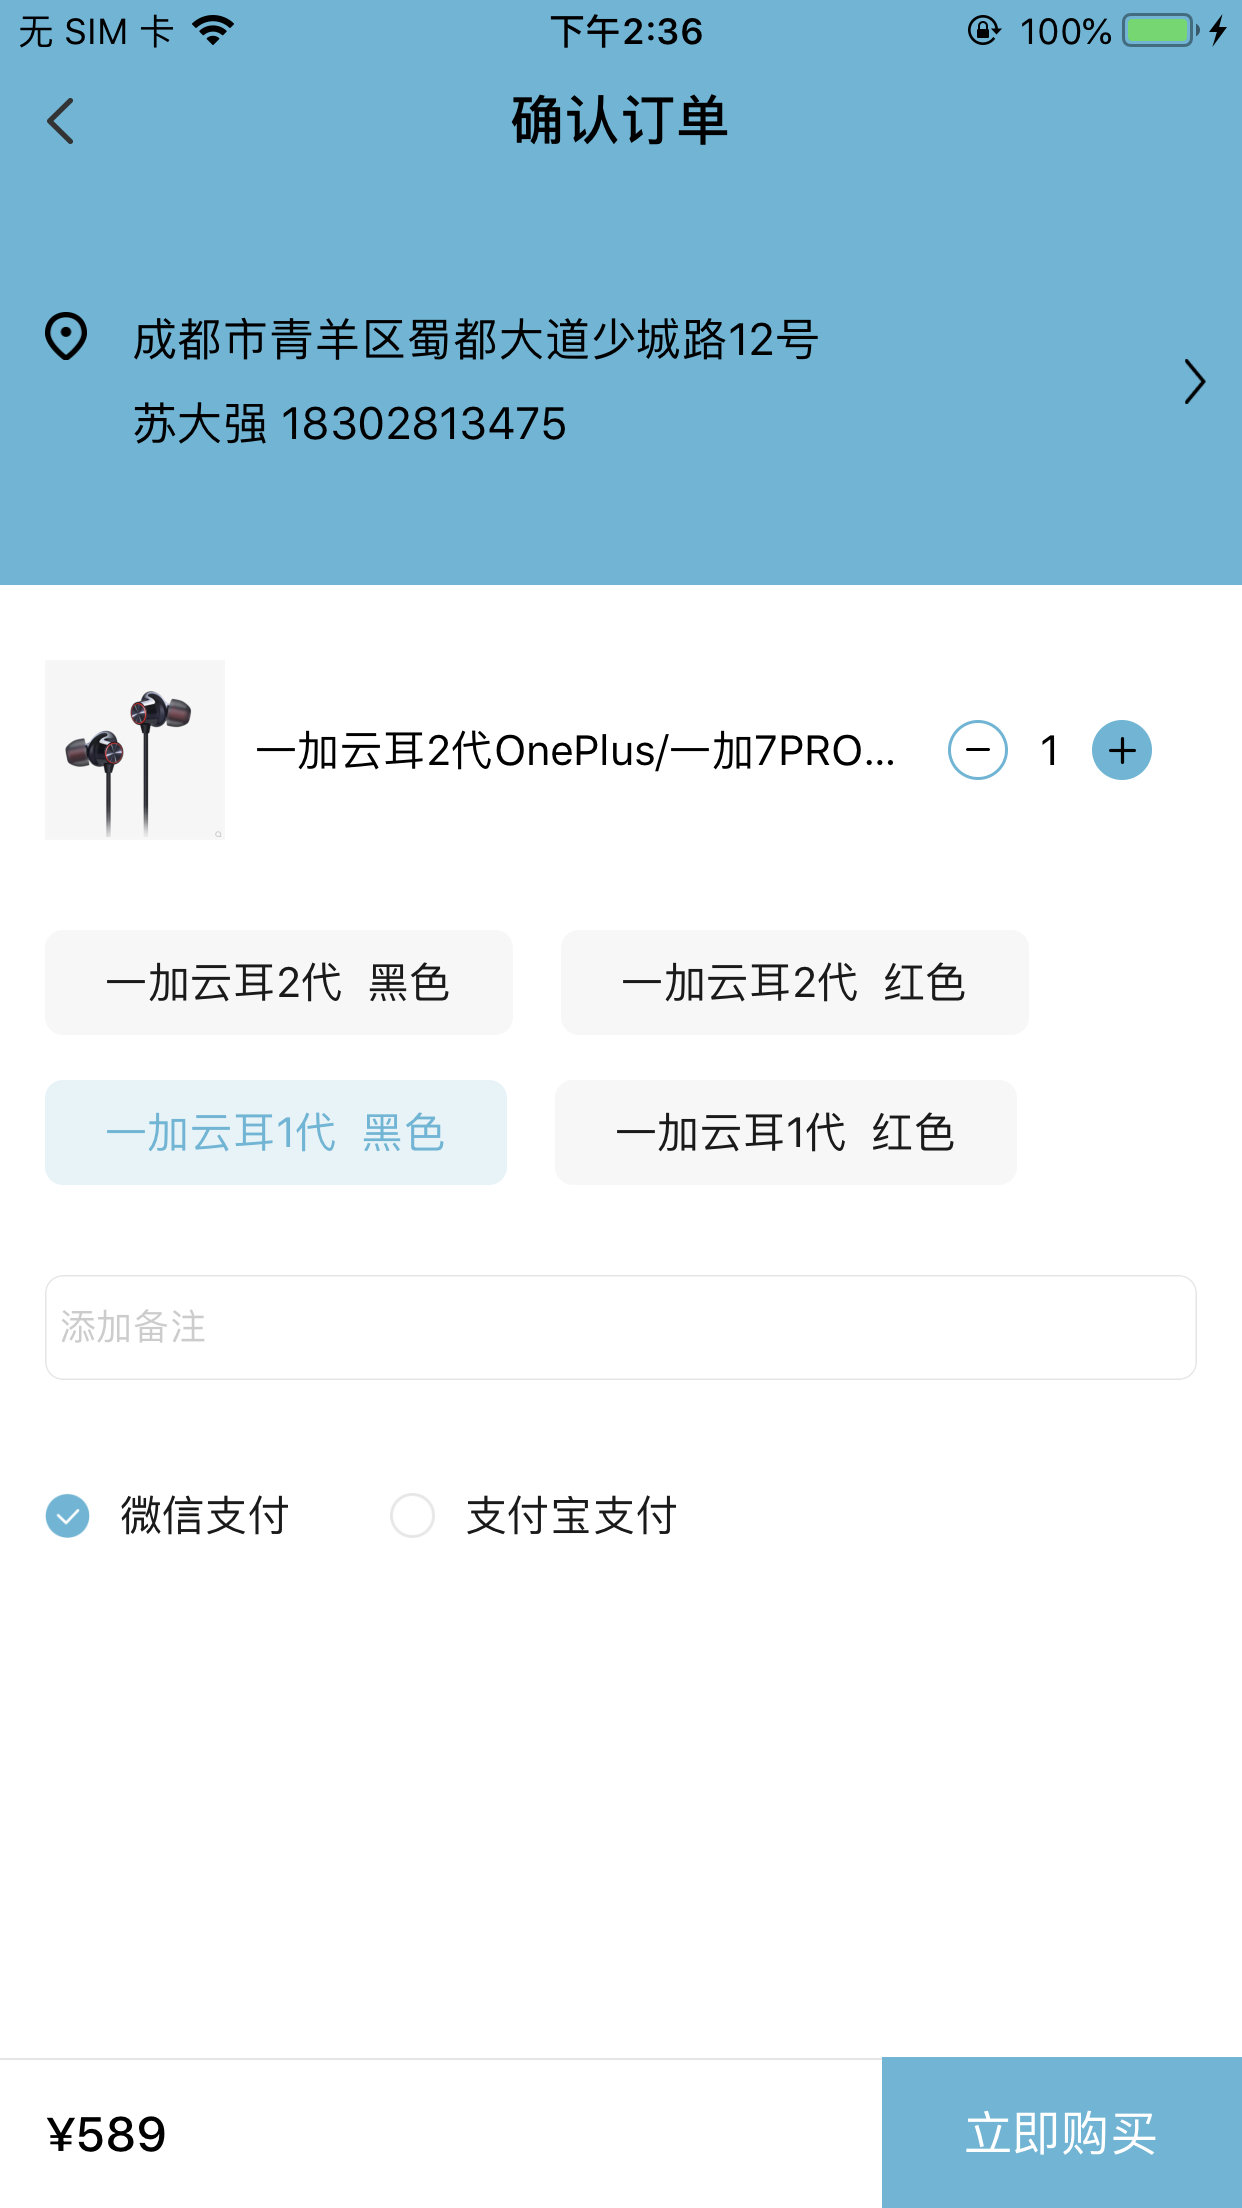 无 SIM 卡
下午2:36
100%
确认订单
成都市青羊区蜀都大道少城路12号
苏大强 18302813475
一加云耳2代OnePlus/一加7PRO...
1
一加云耳2代 黑色
一加云耳2代 红色
一加云耳1代 黑色
一加云耳1代 红色
添加备注
微信支付
支付宝支付
¥589
立即购买